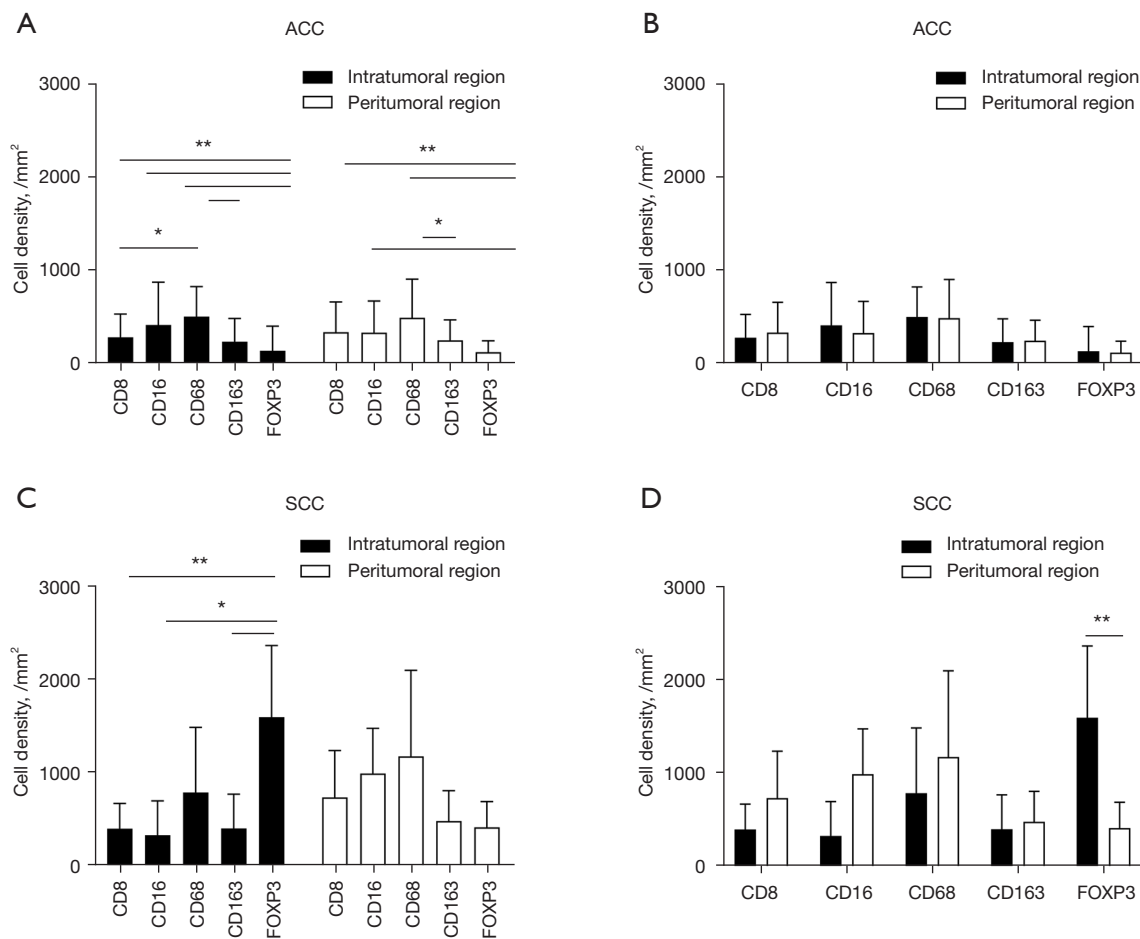 A
ACC
Intratumoral region
Peritumoral region
Cell density, /mm²
3000
2000
1000
0
**
*
**
*
CD8
CD16
CD68
CD163
FOXP3
CD8
CD16
CD68
CD163
FOXP3
B
ACC
Intratumoral region
Peritumoral region
Cell density, /mm²
3000
2000
1000
0
CD8
CD16
CD68
CD163
FOXP3
C
SCC
Intratumoral region
Peritumoral region
Cell density, /mm²
3000
2000
1000
0
**
*
CD8
CD16
CD68
CD163
FOXP3
CD8
CD16
CD68
CD163
FOXP3
D
SCC
Intratumoral region
Peritumoral region
Cell density, /mm²
3000
2000
1000
0
**
CD8
CD16
CD68
CD163
FOXP3